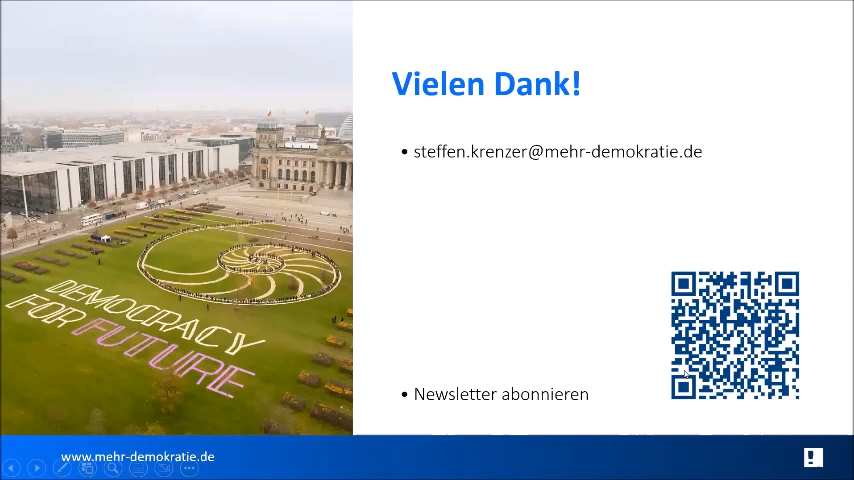 Vielen Dank!
• steffen.krenzer@mehr-demokratie.de
DEMOCRACY
FOR FUTURE
• Newsletter abonnieren
www.mehr-demokratie.de
!